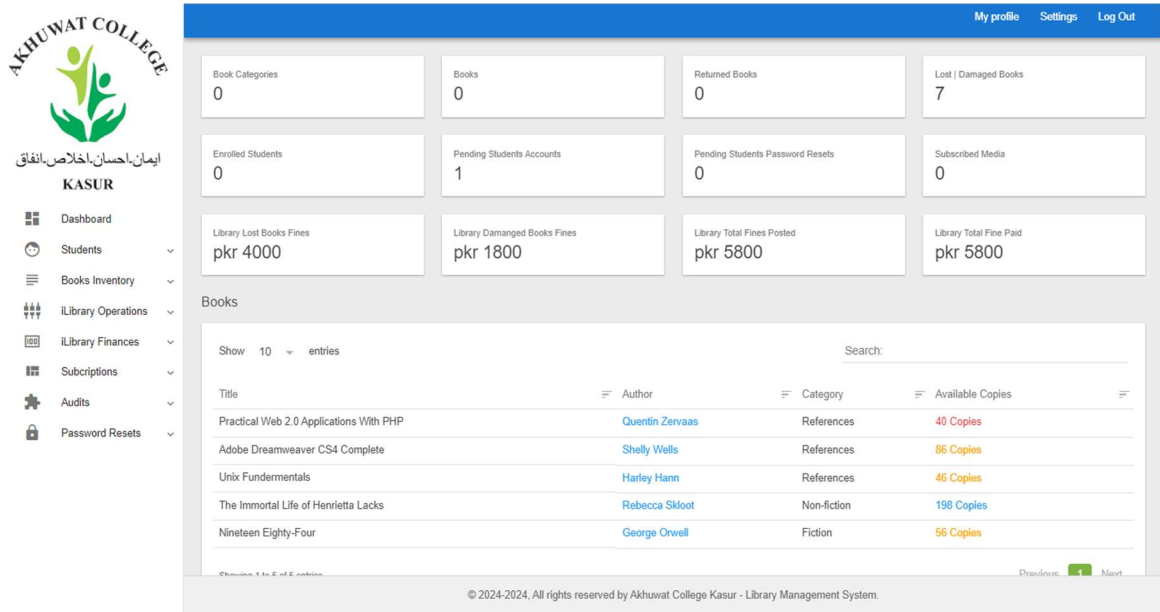 AKHUWAT COLLEGE
ایمان۔احسان۔اخلاص۔انفاق
KASUR
Dashboard
Students
Books Inventory
iLibrary Operations
iLibrary Finances
Subcriptions
Audits
Password Resets
My profile Settings Log Out
Book Categories Books Returned Books Lost | Damaged Books
0 0 0 7
Enrolled Students Pending Students Accounts Pending Students Password Resets Subscribed Media
0 1 0 0
Library Lost Books Fines Library Damanged Books Fines Library Total Fines Posted Library Total Fine Paid
pkr 4000 pkr 1800 pkr 5800 pkr 5800
Books
Show 10 entries Search:
Title Author Category Available Copies
Practical Web 2.0 Applications With PHP Quentin Zervaas References 40 Copies
Adobe Dreamweaver CS4 Complete Shelly Wells References 86 Copies
Unix Fundermentals Harley Hann References 46 Copies
The Immortal Life of Henrietta Lacks Rebecca Skloot Non-fiction 198 Copies
Nineteen Eighty-Four George Orwell Fiction 56 Copies
Showing 1 to 5 of 5 entries Previous 1 Next
© 2024-2024, All rights reserved by Akhuwat College Kasur - Library Management System.